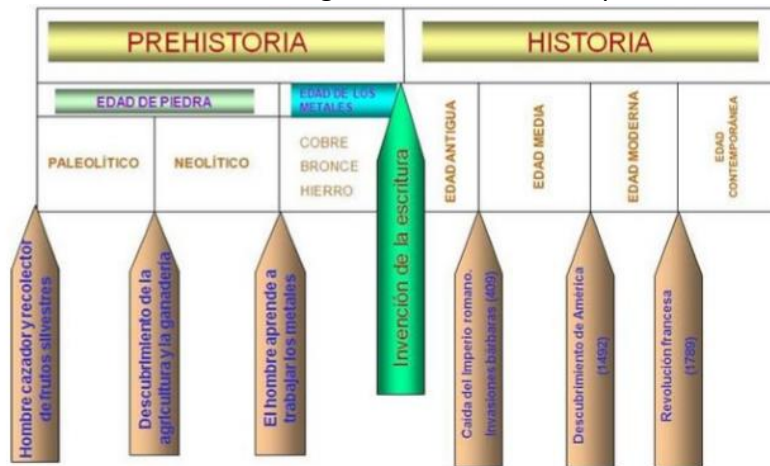 PREHISTORIA
HISTORIA
EDAD DE PIEDRA
EDAD DE LOS
METALES
PALEOLÍTICO
NEOLÍTICO
COBRE
BRONCE
HIERRO
EDAD ANTIGUA
EDAD MEDIA
EDAD MODERNA
EDAD
CONTEMPORÁNEA
Hombre cazador y recolector
de frutos silvestres
Descubrimiento de la
agricultura y la ganadería
El hombre aprende a
trabajar los metales
Invención de la escritura
Caída del Imperio romano.
Invasiones bárbaras (409)
Descubrimiento de América
(1492)
Revolución francesa
(1789)